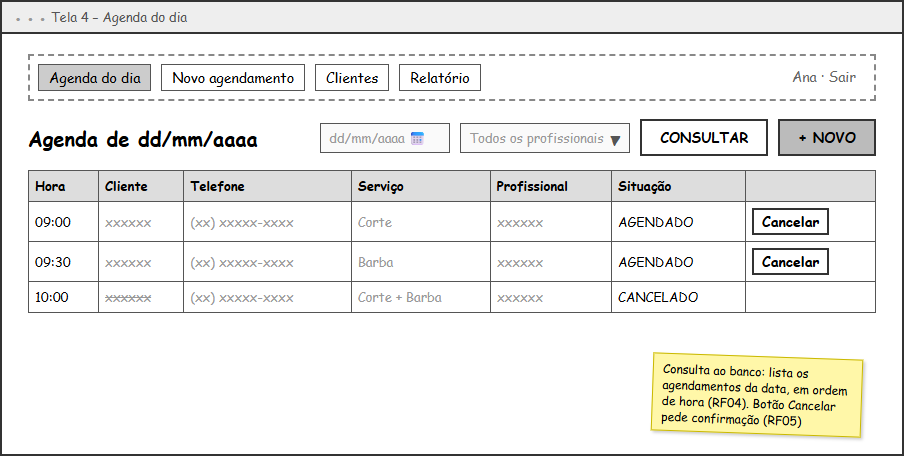 Tela 4 – Agenda do dia
Agenda do dia Novo agendamento Clientes Relatório Ana · Sair
Agenda de dd/mm/aaaa dd/mm/aaaa Todos os profissionais CONSULTAR + NOVO
Hora Cliente Telefone Serviço Profissional Situação
09:00 xxxxxx (xx) xxxxx-xxxx Corte xxxxxx AGENDADO Cancelar
09:30 xxxxxx (xx) xxxxx-xxxx Barba xxxxxx AGENDADO Cancelar
10:00 xxxxxx (xx) xxxxx-xxxx Corte + Barba xxxxxx CANCELADO
Consulta ao banco: lista os
agendamentos da data, em ordem
de hora (RF04). Botão Cancelar
pede confirmação (RF05)